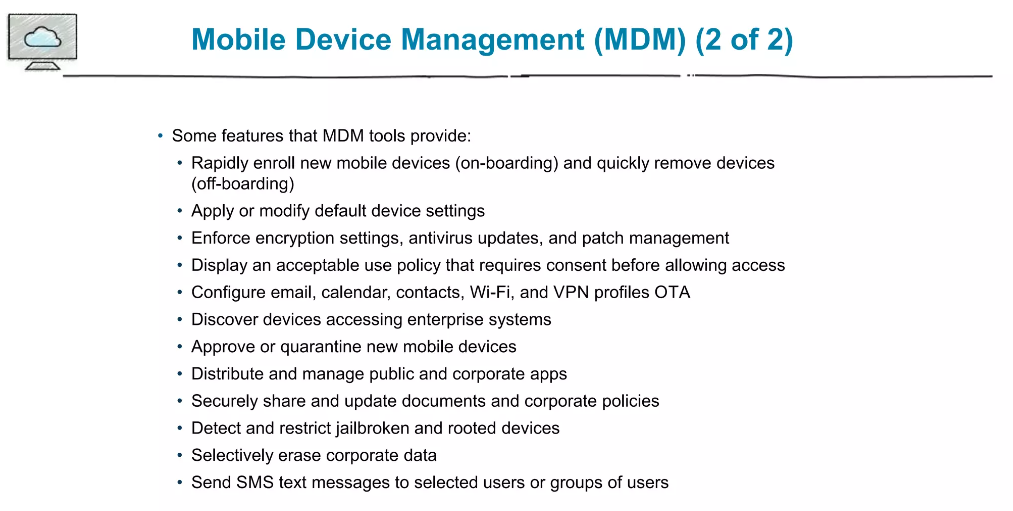 Mobile Device Management (MDM) (2 of 2)
• Some features that MDM tools provide:
• Rapidly enroll new mobile devices (on-boarding) and quickly remove devices
(off-boarding)
• Apply or modify default device settings
• Enforce encryption settings, antivirus updates, and patch management
• Display an acceptable use policy that requires consent before allowing access
• Configure email, calendar, contacts, Wi-Fi, and VPN profiles OTA
• Discover devices accessing enterprise systems
• Approve or quarantine new mobile devices
• Distribute and manage public and corporate apps
• Securely share and update documents and corporate policies
• Detect and restrict jailbroken and rooted devices
• Selectively erase corporate data
• Send SMS text messages to selected users or groups of users